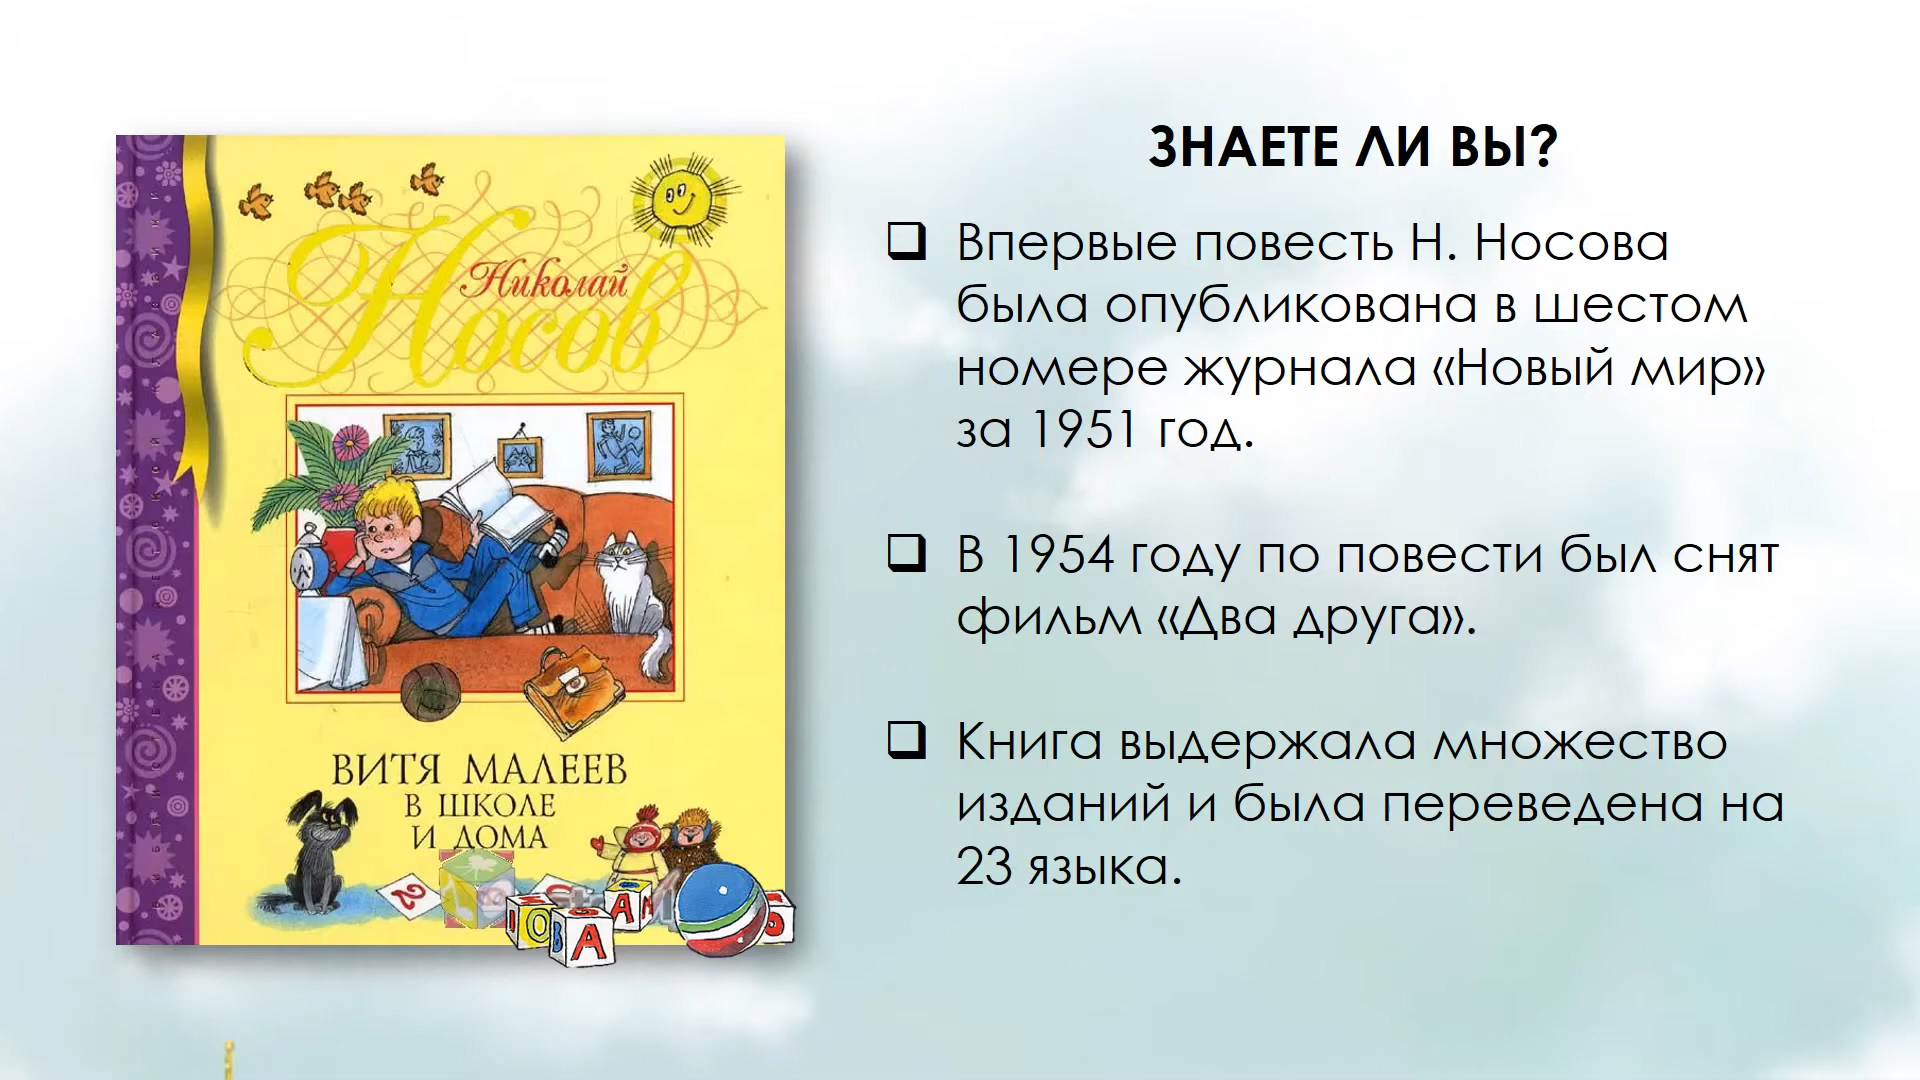 ЗНАЕТЕ ЛИ ВЫ?
Впервые повесть Н. Носова
была опубликована в шестом
номере журнала «Новый мир»
за 1951 год.
В 1954 году по повести был снят
фильм «Два друга».
Книга выдержала множество
изданий и была переведена на
23 языка.
Николай
Носов
ВИТЯ МАЛЕЕВ
В ШКОЛЕ
И ДОМА